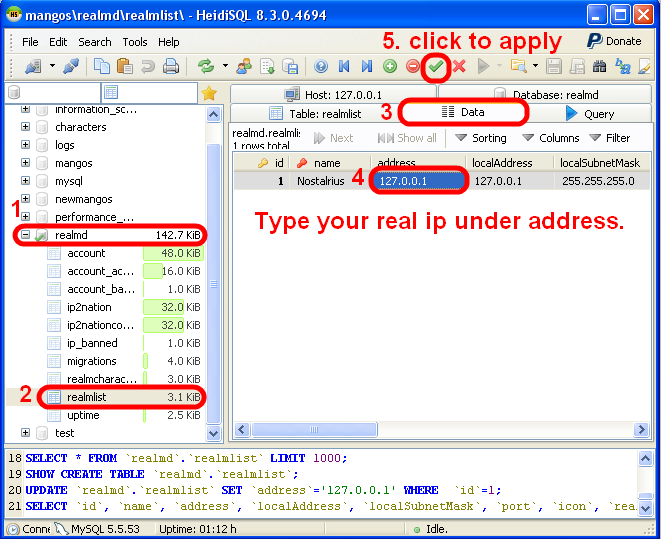 mangos\realmd\realmlist\ - HeidiSQL 8.3.0.4694
File Edit Search Tools Help
5. click to apply
Donate
Host: 127.0.0.1
Database: realmd
Table: realmlist
3
Data
Query
realmd.realmli:
1 rows total
Next
Show all
Sorting
Columns
Filter
id name address localAddress localSubnetMask
1 Nostalrius 127.0.0.1 127.0.0.1 255.255.255.0
4
Type your real ip under address.
information_sc...
characters
logs
mangos
mysql
newmangos
performance_...
1
realmd 142.7 KiB
account 48.0 KiB
account_ac... 16.0 KiB
account_ba... 1.0 KiB
ip2nation 32.0 KiB
ip2nationco... 32.0 KiB
ip_banned 1.0 KiB
migrations 4.0 KiB
realmcharac... 3.0 KiB
2
realmlist 3.1 KiB
uptime 2.5 KiB
test
18 SELECT * FROM `realmd`.`realmlist` LIMIT 1000;
19 SHOW CREATE TABLE `realmd`.`realmlist`;
20 UPDATE `realmd`.`realmlist` SET `address`='127.0.0.1' WHERE `id`=1;
21 SELECT `id`, `name`, `address`, `localAddress`, `localSubnetMask`, `port`, `icon`, `rea
Conne
MySQL 5.5.53
Uptime: 01:12 h
Idle.